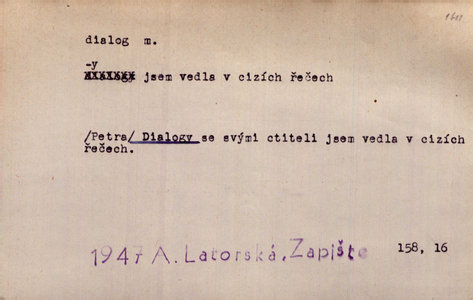 dialog m.
-y
jsem vedla v cizích řečech
/Petra/ Dialogy se svými ctiteli jsem vedla v cizích
řečech.
1947 A. Latorská, Zapište 158, 16